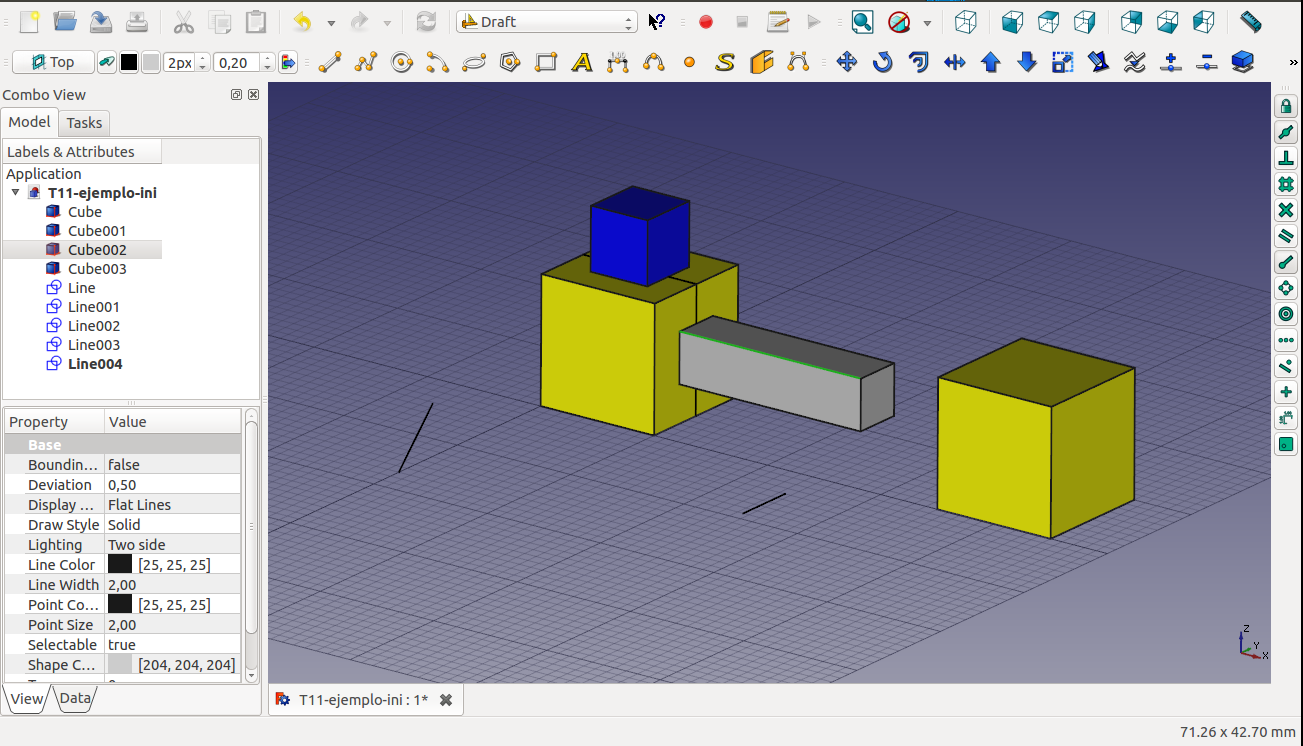 Draft
Top
2px
0,20
Combo View
Model
Tasks
Labels & Attributes
Application
T11-ejemplo-ini
Cube
Cube001
Cube002
Cube003
Line
Line001
Line002
Line003
Line004
Property Value
Base
Boundin... false
Deviation 0,50
Display ... Flat Lines
Draw Style Solid
Lighting Two side
Line Color [25, 25, 25]
Line Width 2,00
Point Co... [25, 25, 25]
Point Size 2,00
Selectable true
Shape C... [204, 204, 204]
View
Data
Z
Y
X
T11-ejemplo-ini : 1*
71.26 x 42.70 mm